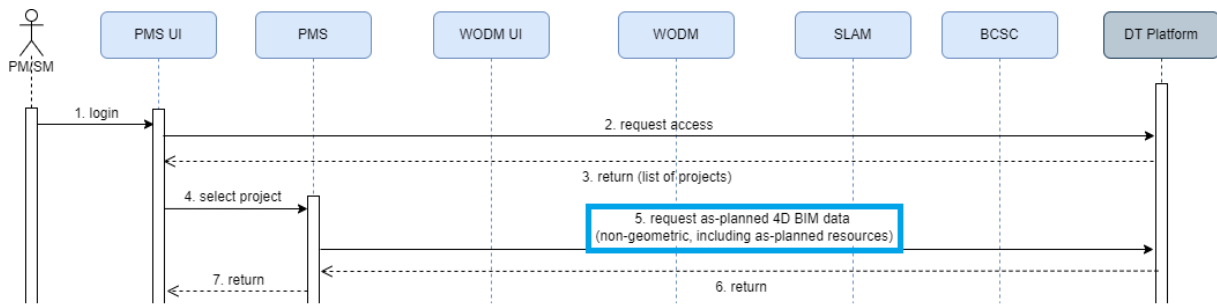 PMS UI
PMS
WODM UI
WODM
SLAM
BCSC
DT Platform
PM/SM
1. login
2. request access
3. return (list of projects)
4. select project
5. request as-planned 4D BIM data
(non-geometric, including as-planned resources)
7. return
6. return